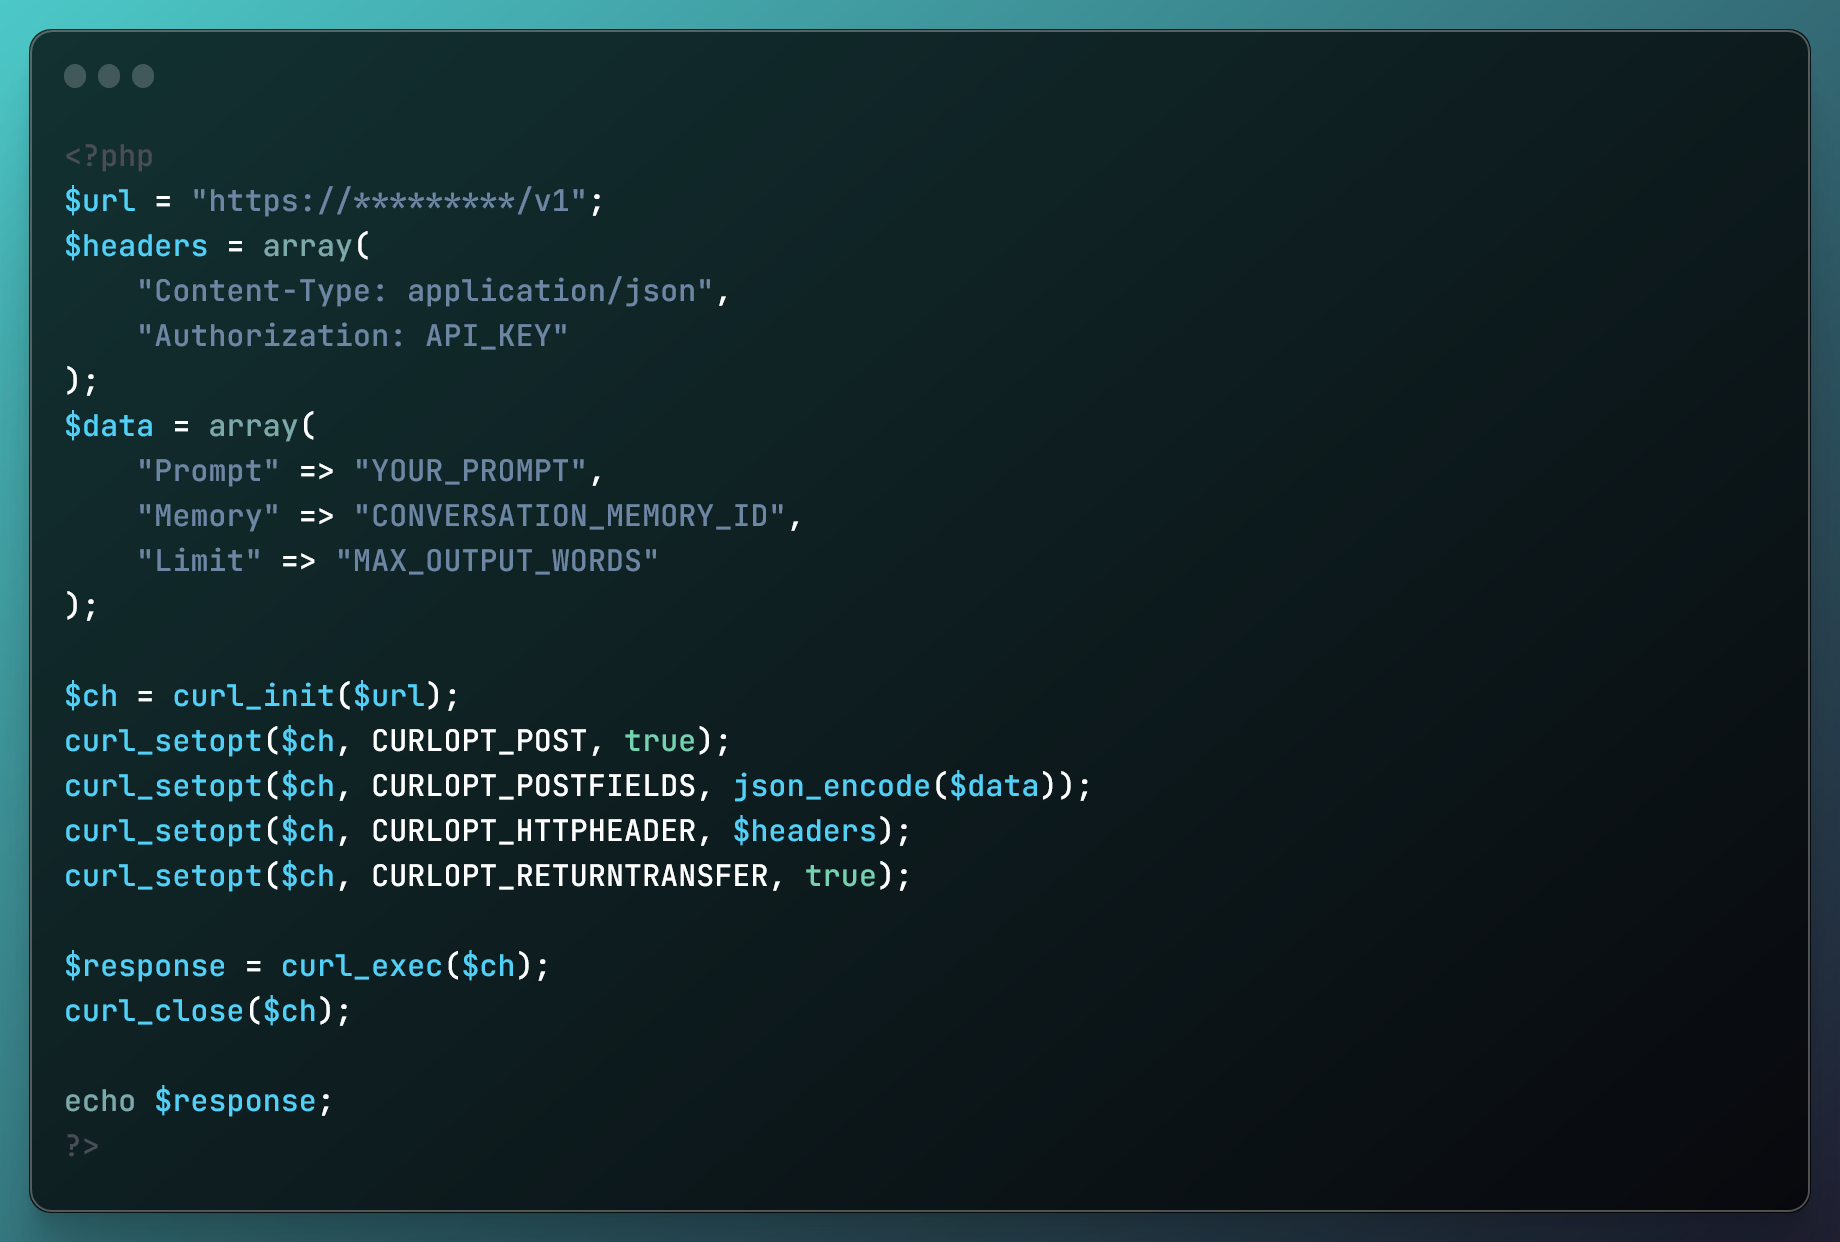 <?php
$url = "https://*********/v1";
$headers = array(
    "Content-Type: application/json",
    "Authorization: API_KEY"
);
$data = array(
    "Prompt" => "YOUR_PROMPT",
    "Memory" => "CONVERSATION_MEMORY_ID",
    "Limit" => "MAX_OUTPUT_WORDS"
);

$ch = curl_init($url);
curl_setopt($ch, CURLOPT_POST, true);
curl_setopt($ch, CURLOPT_POSTFIELDS, json_encode($data));
curl_setopt($ch, CURLOPT_HTTPHEADER, $headers);
curl_setopt($ch, CURLOPT_RETURNTRANSFER, true);

$response = curl_exec($ch);
curl_close($ch);

echo $response;
?>